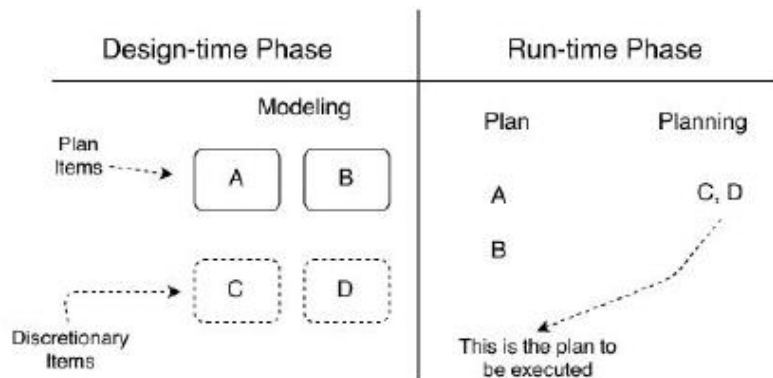 Design-time Phase
Run-time Phase
Modeling
Plan
Items
A
B
C
D
Discretionary
Items
Plan
Planning
A
C, D
B
This is the plan to
be executed